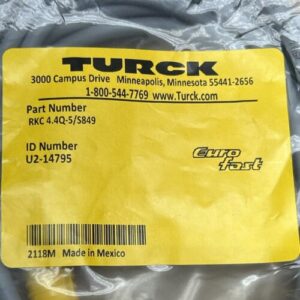 TURCK
3000 Campus Drive Minneapolis, Minnesota 55441-2656
1-800-544-7769 www.Turck.com
Part Number
RKC 4.4Q-5/S849
ID Number
U2-14795
Euro
fast
2118M Made in Mexico